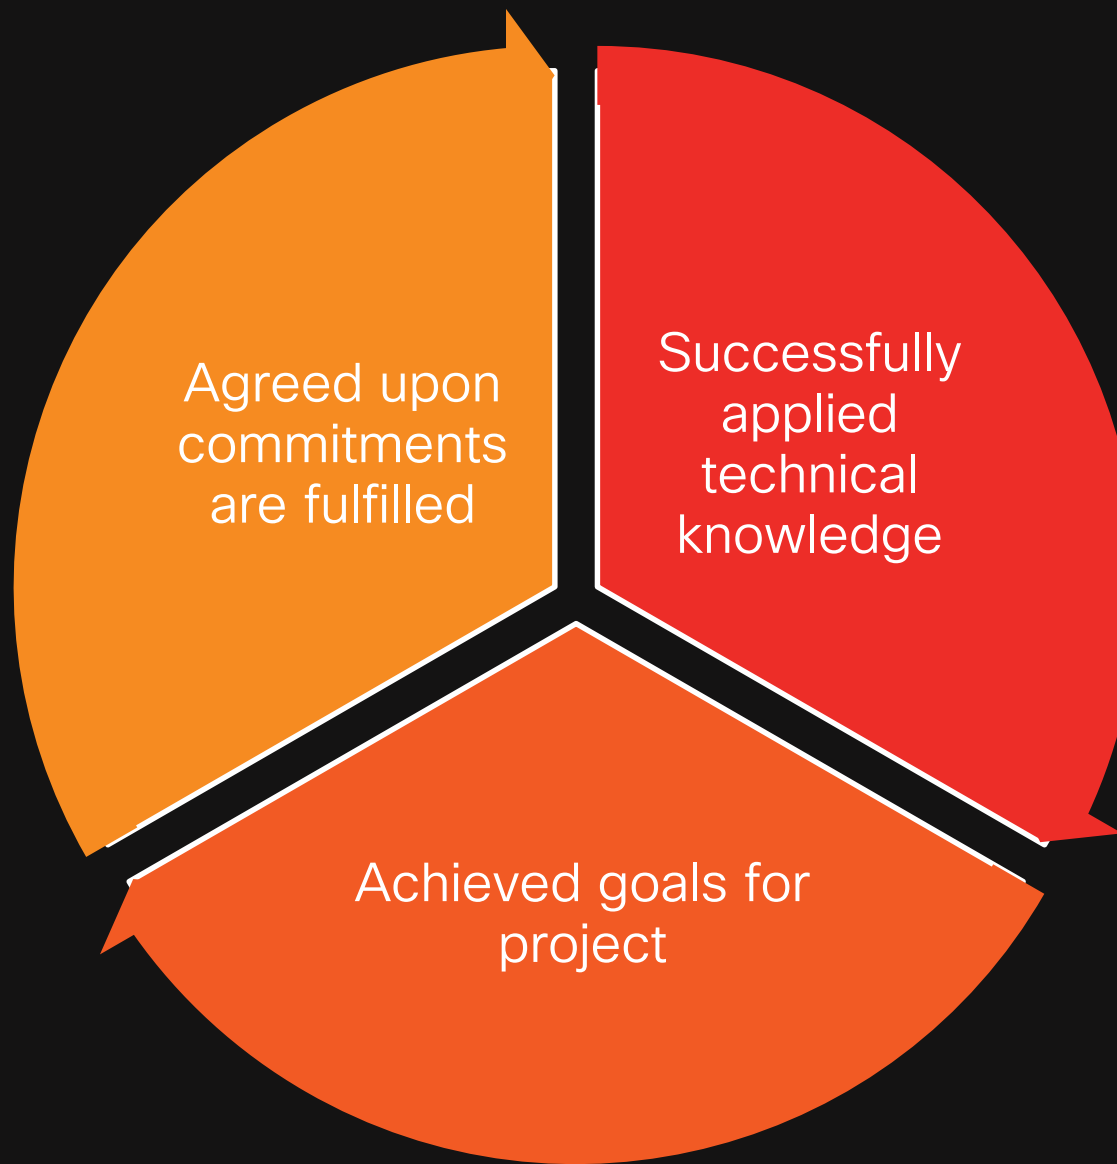 Agreed upon
commitments
are fulfilled
Successfully
applied
technical
knowledge
Achieved goals for
project